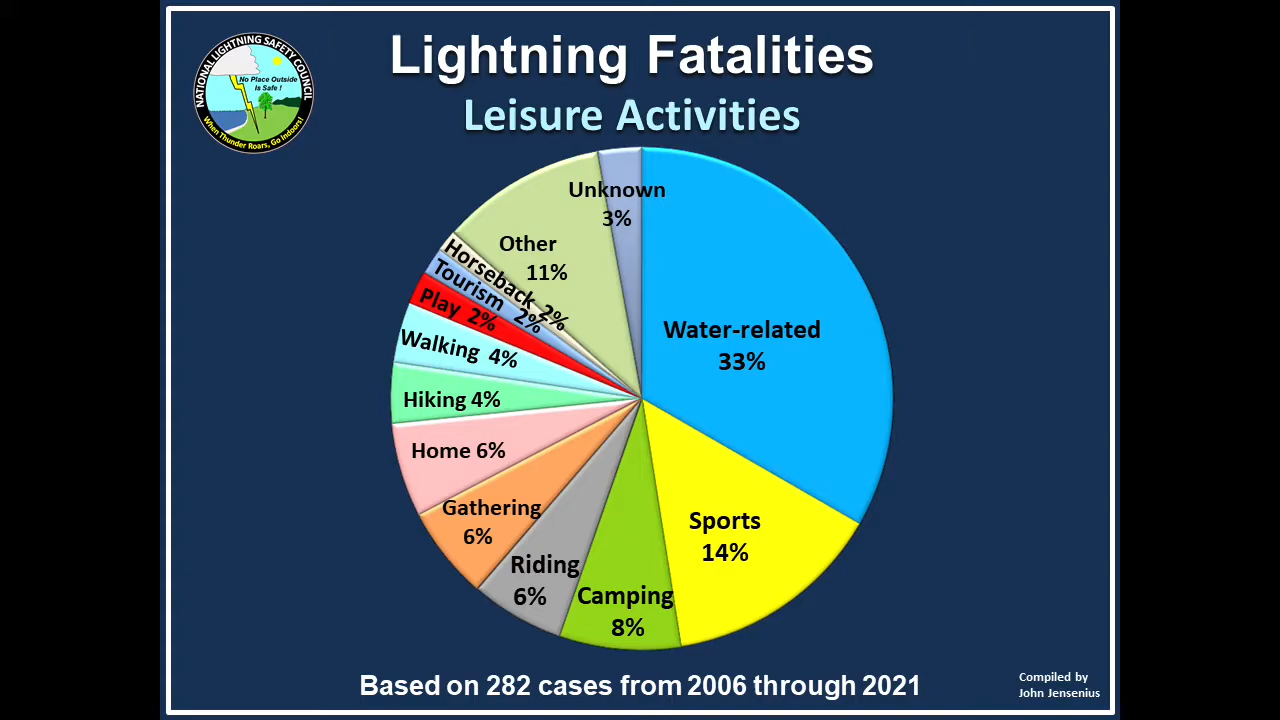 Lightning Fatalities
Leisure Activities
NATIONAL LIGHTNING SAFETY COUNCIL
No Place Outside
Is Safe !
When Thunder Roars, Go Indoors!
Unknown
3%
Other
11%
Horseback 2%
Tourism 2%
Play 2%
Walking 4%
Hiking 4%
Home 6%
Gathering
6%
Riding
6%
Camping
8%
Sports
14%
Water-related
33%
Based on 282 cases from 2006 through 2021
Compiled by
John Jensenius